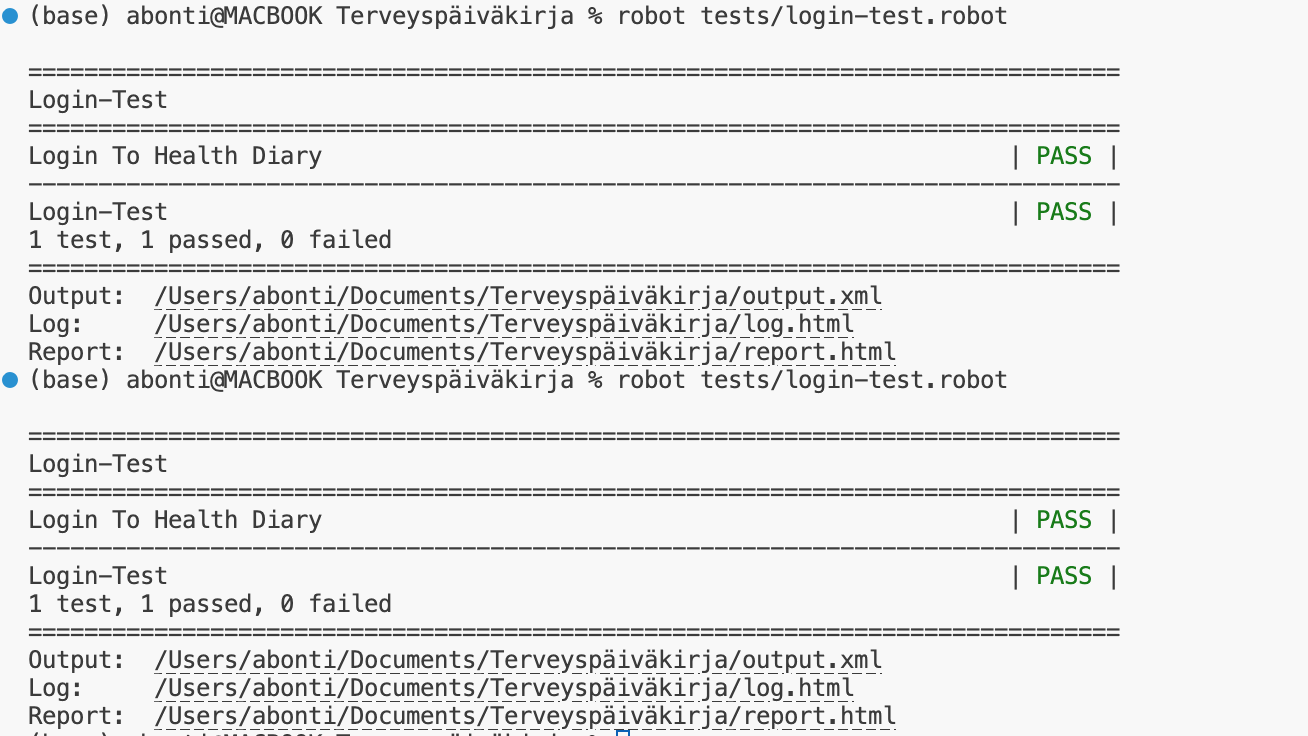 (base) abonti@MACBOOK Terveyspäiväkirja % robot tests/login-test.robot
==============================================================================
Login-Test
==============================================================================
Login To Health Diary | PASS |
------------------------------------------------------------------------------
Login-Test | PASS |
1 test, 1 passed, 0 failed
==============================================================================
Output: /Users/abonti/Documents/Terveyspäiväkirja/output.xml
Log: /Users/abonti/Documents/Terveyspäiväkirja/log.html
Report: /Users/abonti/Documents/Terveyspäiväkirja/report.html
(base) abonti@MACBOOK Terveyspäiväkirja % robot tests/login-test.robot
==============================================================================
Login-Test
==============================================================================
Login To Health Diary | PASS |
------------------------------------------------------------------------------
Login-Test | PASS |
1 test, 1 passed, 0 failed
==============================================================================
Output: /Users/abonti/Documents/Terveyspäiväkirja/output.xml
Log: /Users/abonti/Documents/Terveyspäiväkirja/log.html
Report: /Users/abonti/Documents/Terveyspäiväkirja/report.html